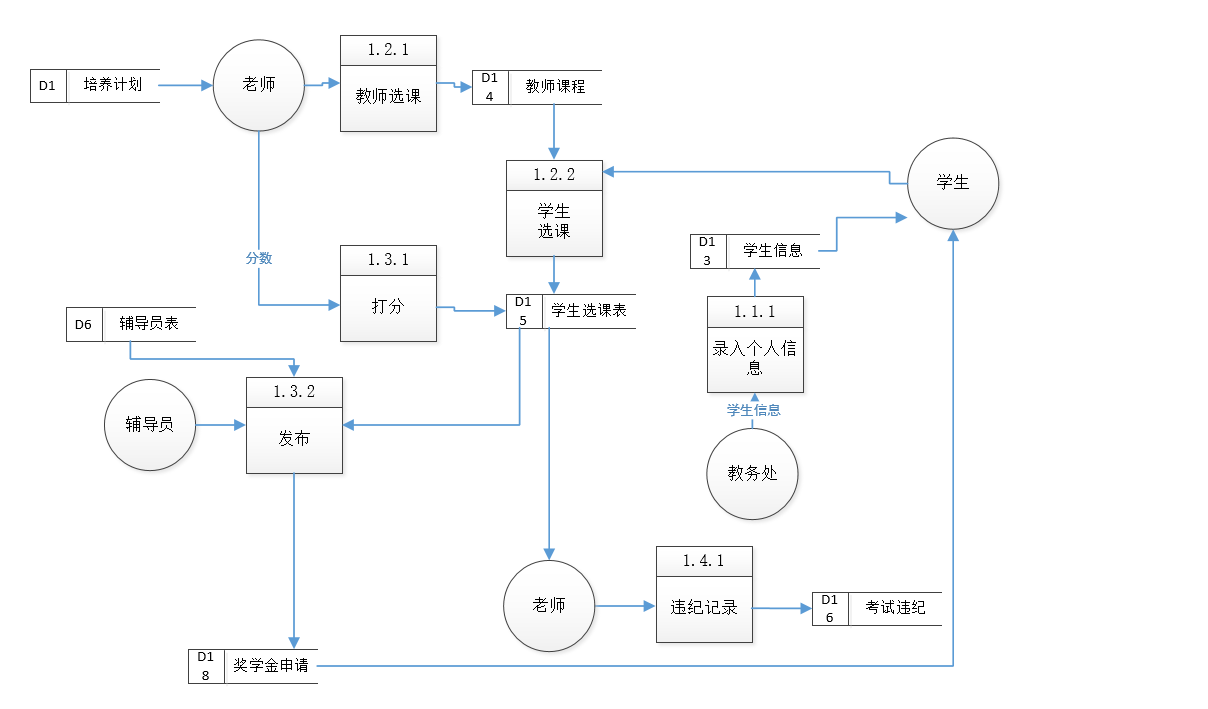 1.2.1
D1
培养计划
老师
教师选课
D1
4
教师课程
1.2.2
学生
选课
学生
分数
1.3.1
打分
D1
3
学生信息
D6
辅导员表
D1
5
学生选课表
1.1.1
录入个人信
息
1.3.2
发布
辅导员
学生信息
教务处
1.4.1
老师
违纪记录
D1
6
考试违纪
D1
8
奖学金申请